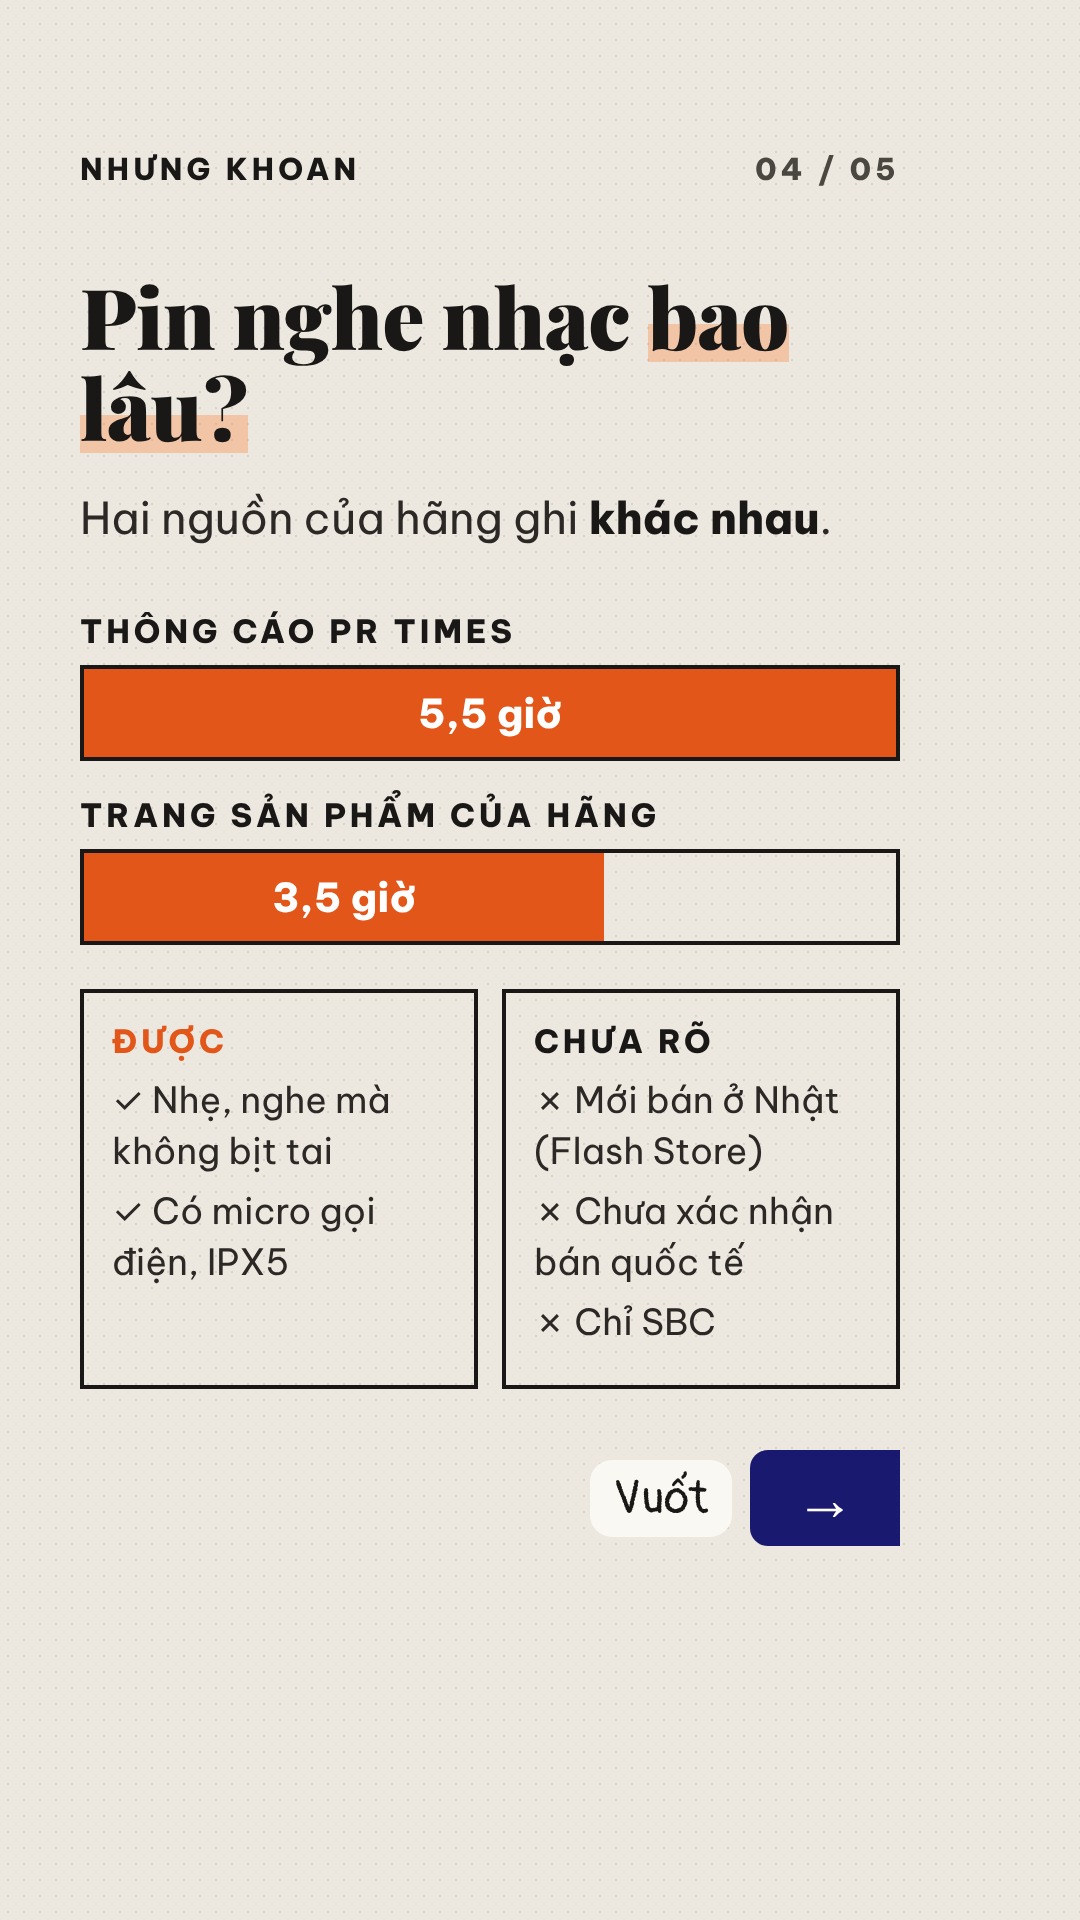 NHƯNG KHOAN
04 / 05
Pin nghe nhạc bao
lâu?
Hai nguồn của hãng ghi khác nhau.
THÔNG CÁO PR TIMES
5,5 giờ
TRANG SẢN PHẨM CỦA HÃNG
3,5 giờ
ĐƯỢC
✓ Nhẹ, nghe mà
không bịt tai
✓ Có micro gọi
điện, IPX5
CHƯA RÕ
× Mới bán ở Nhật
(Flash Store)
× Chưa xác nhận
bán quốc tế
× Chỉ SBC
Vuốt →